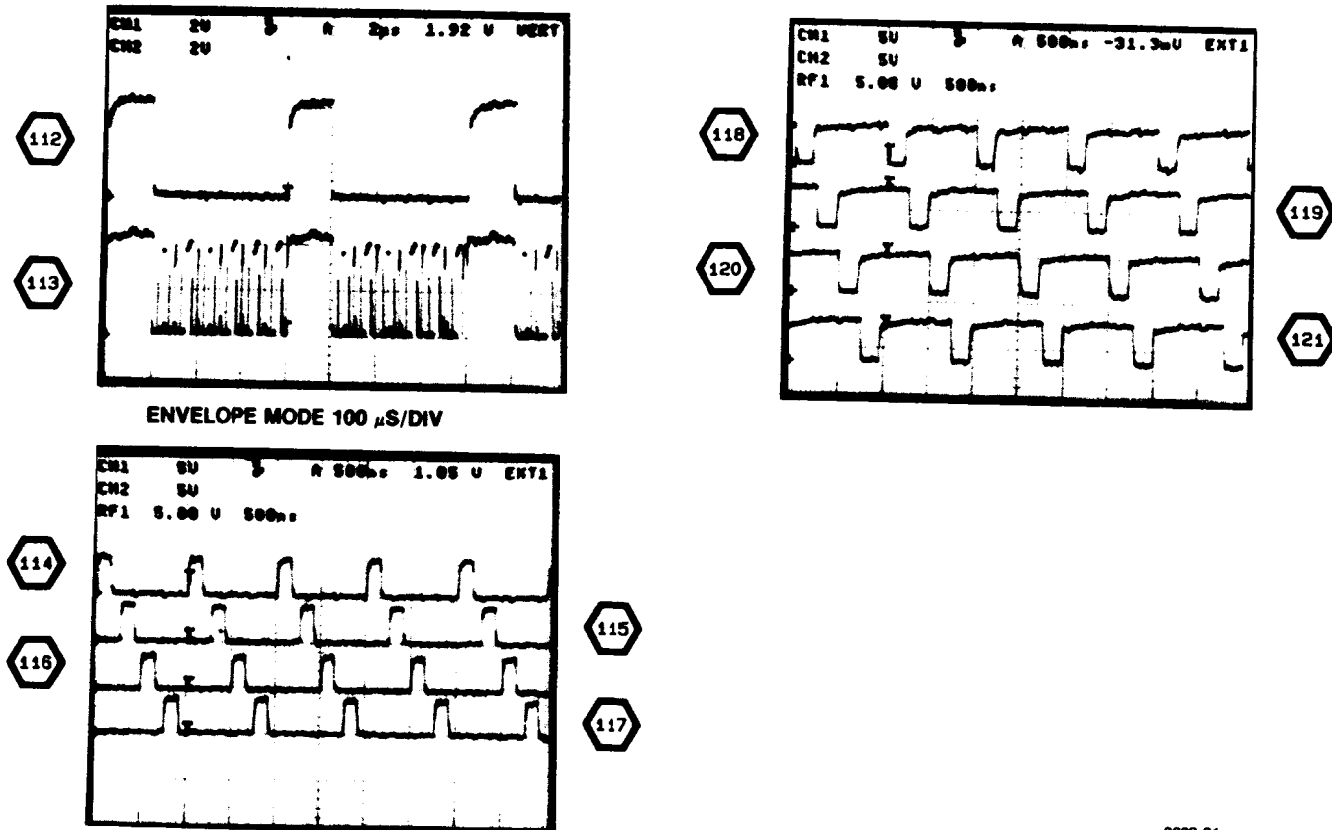 CH1 2V A 2µs 1.92 V VERT
CH2 2V
112
113
ENVELOPE MODE 100 µS/DIV
CH1 5V A 500ns -31.3mV EXT1
CH2 5V
RF1 5.00 V 500ns
118
119
120
121
CH1 5V A 500ns 1.05 V EXT1
CH2 5V
RF1 5.00 V 500ns
114
115
116
117